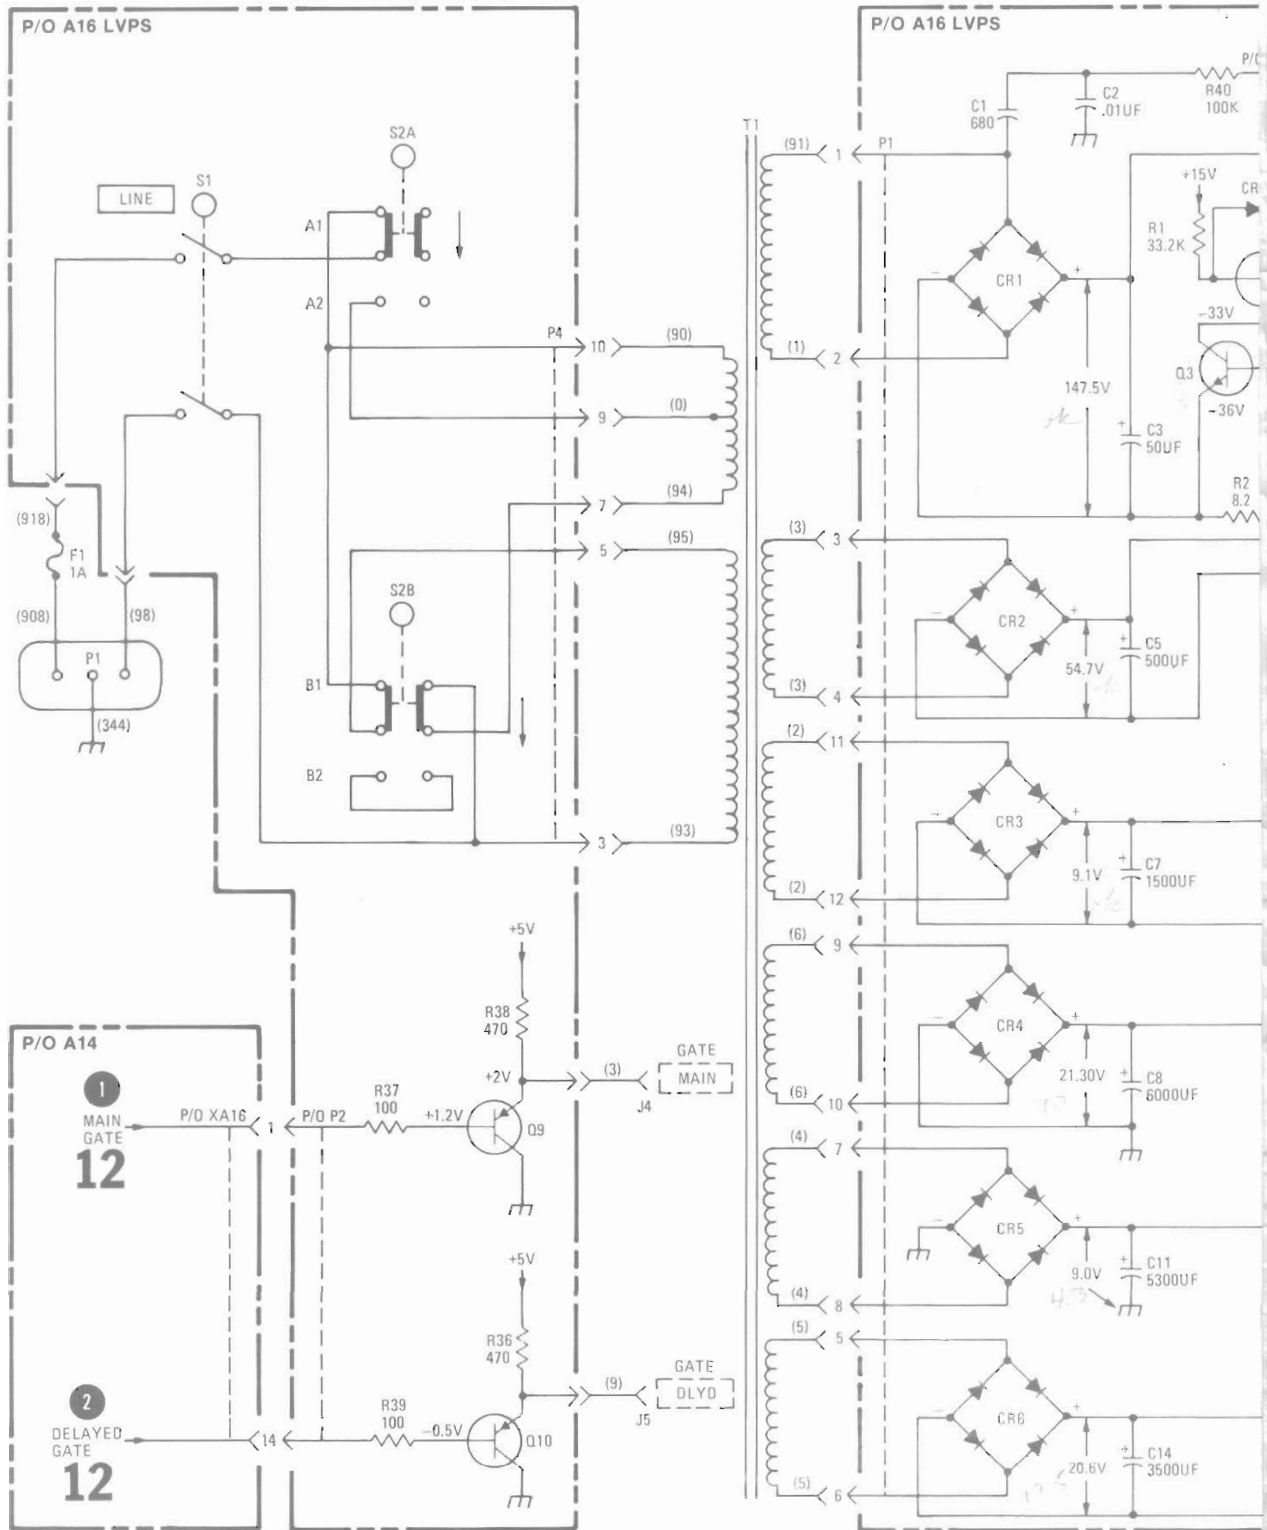 P/O A16 LVPS
P/O A16 LVPS
C1
680
C2
.01UF
R40
100K
S2A
T1
(91)
1
P1
LINE
S1
+15V
R1
33.2K
A1
CR1
+
−
A2
P4
10
(90)
(1)
2
−33V
Q3
147.5V
ok
9
(0)
−36V
+
C3
50UF
7
(94)
R2
8.2
(918)
F1
1A
5
(95)
(3)
3
S2B
CR2
+
−
(908)
(98)
P1
54.7V
+
C5
500UF
B1
(3)
4
(344)
(2)
11
B2
CR3
+
−
3
(93)
9.1V
+
C7
1500UF
(2)
12
+5V
(6)
9
R38
470
CR4
+
−
P/O A14
GATE
MAIN
(3)
J4
+2V
21.30V
+
C8
6000UF
1
MAIN
GATE
12
P/O XA16
1
P/O P2
R37
100
+1.2V
Q9
(6)
10
(4)
7
CR5
+
−
+5V
9.0V
+
C11
5300UF
4.3
(4)
8
(5)
5
R36
470
GATE
DLYD
(9)
J5
2
DELAYED
GATE
12
14
R39
100
−0.5V
Q10
CR6
+
−
20.6V
+
C14
3500UF
(5)
6